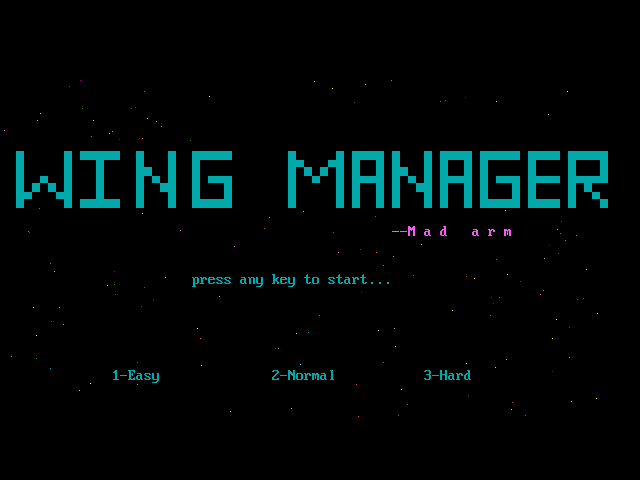 WING MANAGER
--Mad arm
press any key to start...
1-Easy 2-Normal 3-Hard